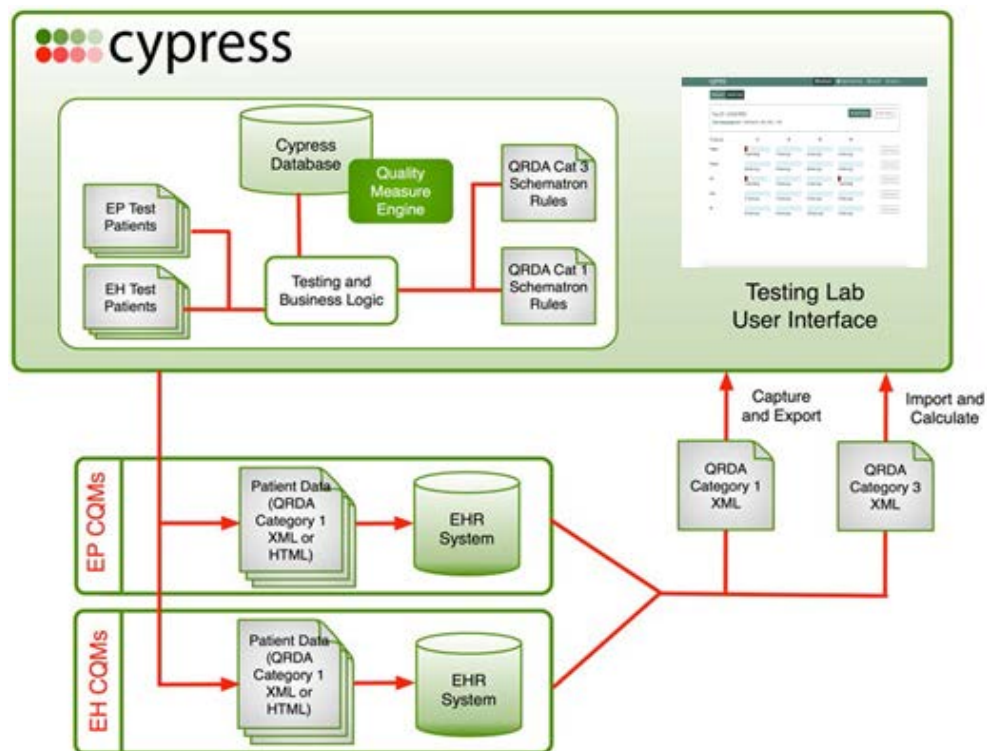 cypress
Cypress
Database
Quality
Measure
Engine
EP Test
Patients
EH Test
Patients
Testing and
Business Logic
QRDA Cat 3
Schematron
Rules
QRDA Cat 1
Schematron
Rules
Testing Lab
User Interface
Capture
and Export
Import and
Calculate
QRDA
Category 1
XML
QRDA
Category 3
XML
EP CQMs
Patient Data
(QRDA
Category 1
XML or
HTML)
EHR
System
EH CQMs
Patient Data
(QRDA
Category 1
XML or
HTML)
EHR
System